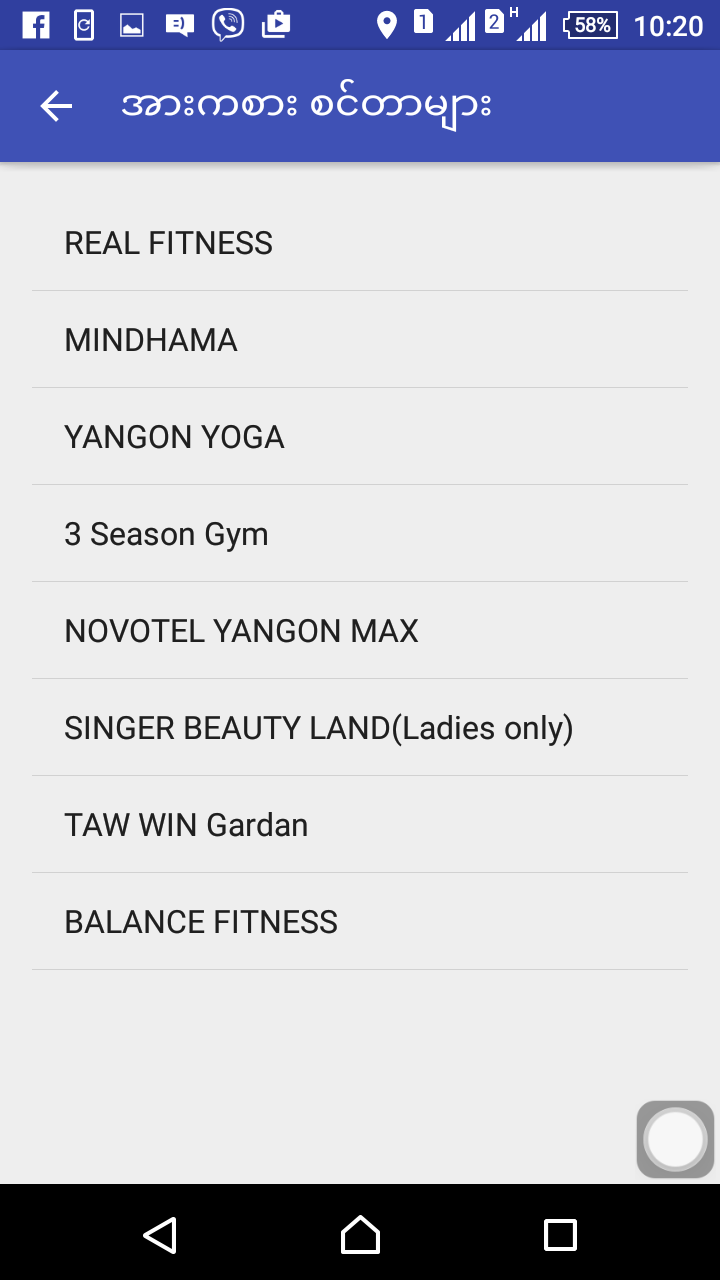 1 2 H 58% 10:20
အားကစား စင်တာများ
REAL FITNESS
MINDHAMA
YANGON YOGA
3 Season Gym
NOVOTEL YANGON MAX
SINGER BEAUTY LAND(Ladies only)
TAW WIN Gardan
BALANCE FITNESS